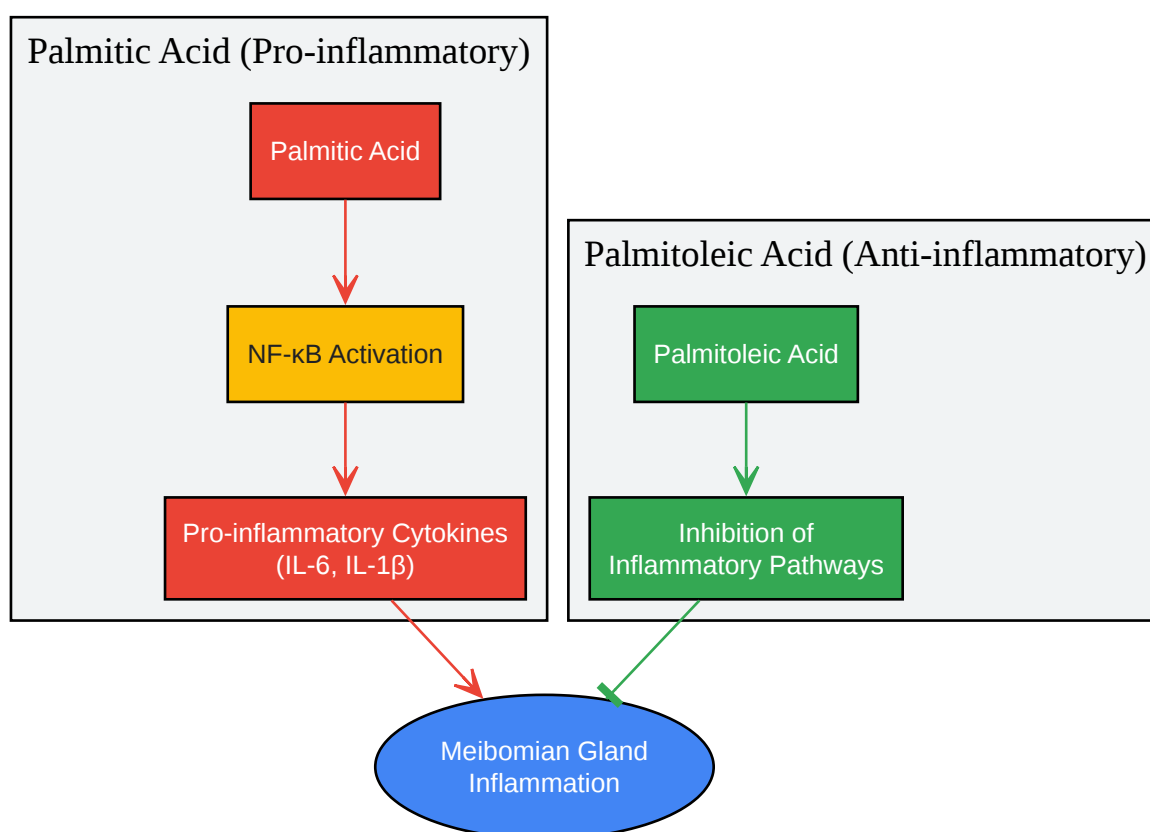 Palmitic Acid (Pro-inflammatory)
Palmitic Acid
NF-κB Activation
Pro-inflammatory Cytokines
(IL-6, IL-1β)
Palmitoleic Acid (Anti-inflammatory)
Palmitoleic Acid
Inhibition of
Inflammatory Pathways
Meibomian Gland
Inflammation